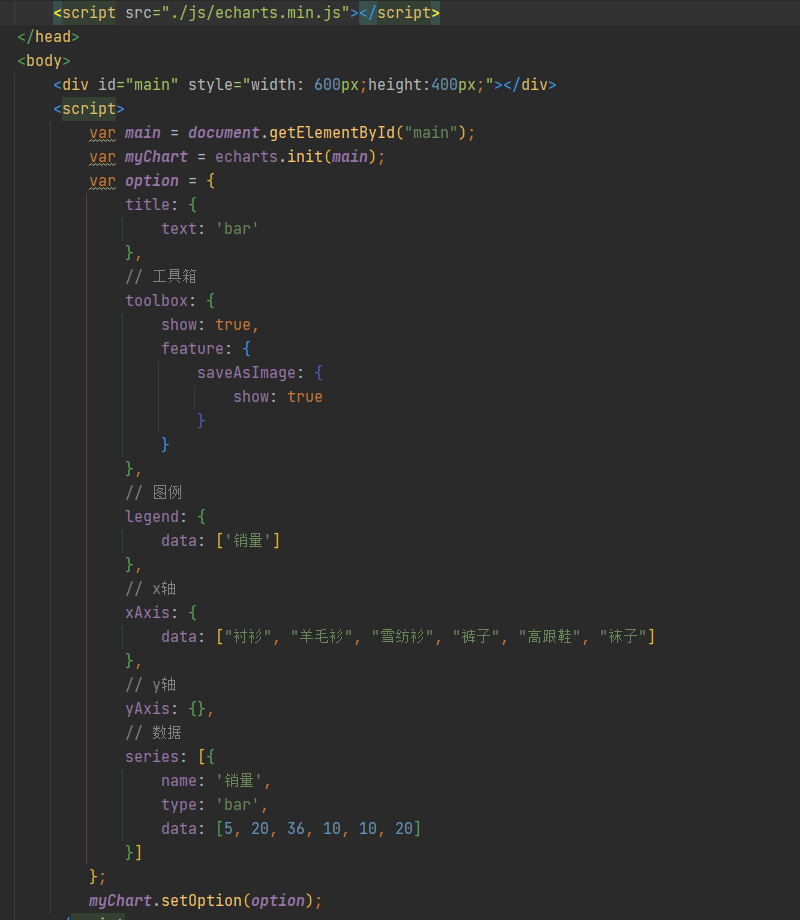 <script src="./js/echarts.min.js"></script>
</head>
<body>
<div id="main" style="width: 600px;height:400px;"></div>
<script>
var main = document.getElementById("main");
var myChart = echarts.init(main);
var option = {
title: {
text: 'bar'
},
// 工具箱
toolbox: {
show: true,
feature: {
saveAsImage: {
show: true
}
}
},
// 图例
legend: {
data: ['销量']
},
// x轴
xAxis: {
data: ["衬衫", "羊毛衫", "雪纺衫", "裤子", "高跟鞋", "袜子"]
},
// y轴
yAxis: {},
// 数据
series: [{
name: '销量',
type: 'bar',
data: [5, 20, 36, 10, 10, 20]
}]
};
myChart.setOption(option);